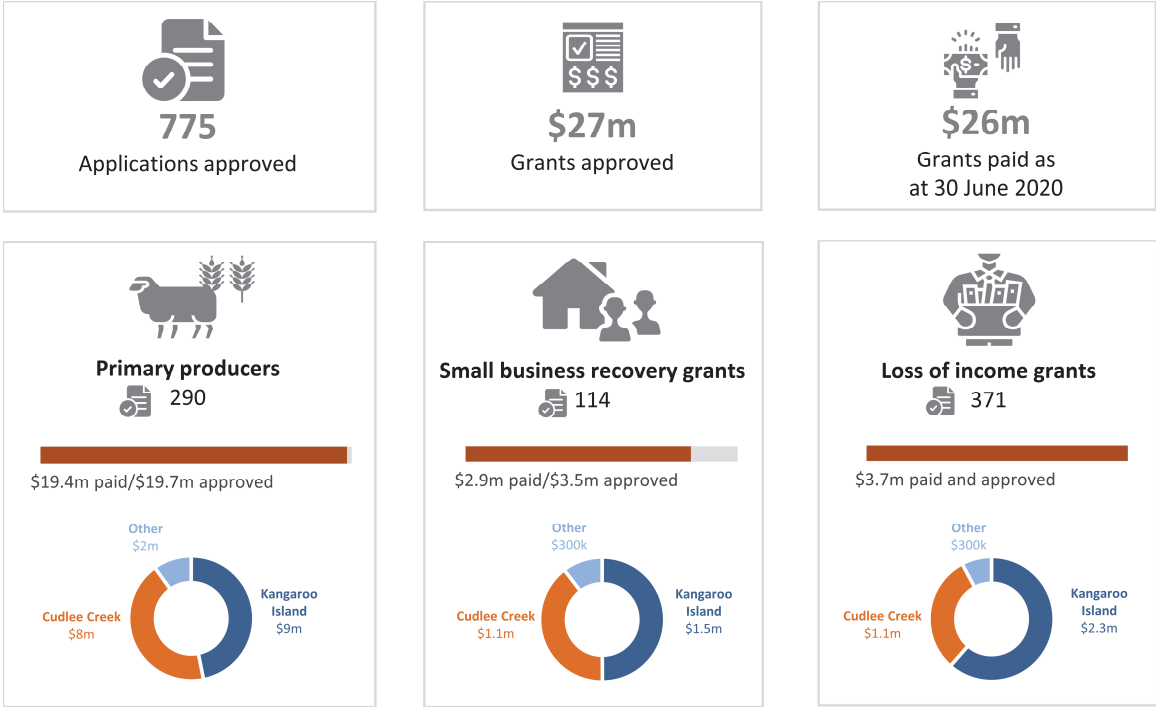 775
Applications approved
$$$
$27m
Grants approved
$
$26m
Grants paid as
at 30 June 2020
Primary producers
290
$19.4m paid/$19.7m approved
Other
$2m
Cudlee Creek
$8m
Kangaroo
Island
$9m
Small business recovery grants
114
$2.9m paid/$3.5m approved
Other
$300k
Cudlee Creek
$1.1m
Kangaroo
Island
$1.5m
Loss of income grants
371
$3.7m paid and approved
Other
$300k
Cudlee Creek
$1.1m
Kangaroo
Island
$2.3m